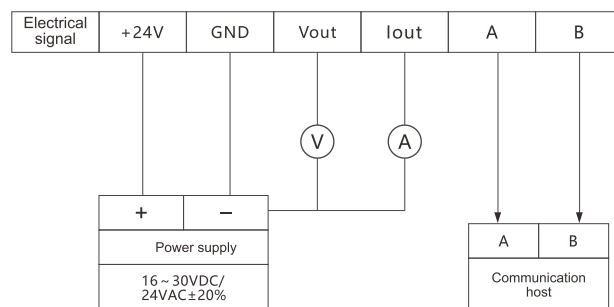 Electrical
signal
+24V
GND
Vout
Iout
A
B
V
A
+
−
Power supply
16~30VDC/
24VAC±20%
A
B
Communication
host